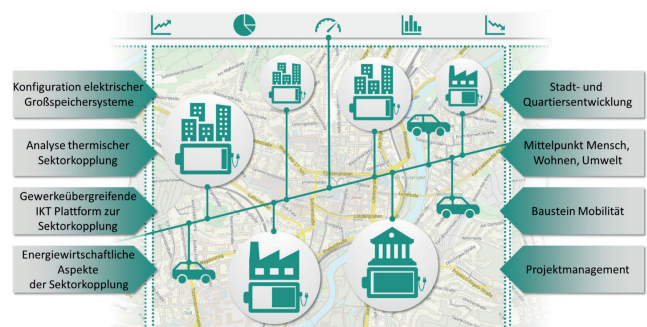 Konfiguration elektrischer
Großspeichersysteme
Analyse thermischer
Sektorkopplung
Gewerkeübergreifende
IKT Plattform zur
Sektorkopplung
Energiewirtschaftliche
Aspekte
der Sektorkopplung
Stadt- und
Quartiersentwicklung
Mittelpunkt Mensch,
Wohnen, Umwelt
Baustein Mobilität
Projektmanagement